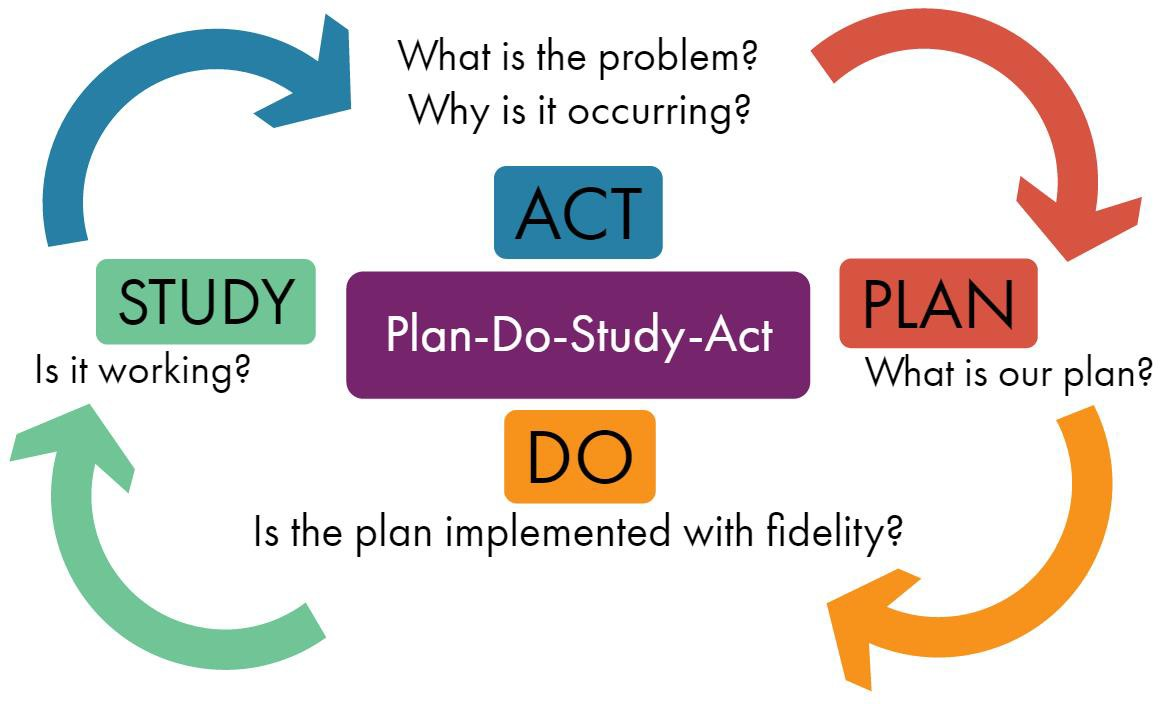 What is the problem?
Why is it occurring?
ACT
STUDY
Is it working?
Plan-Do-Study-Act
PLAN
What is our plan?
DO
Is the plan implemented with fidelity?